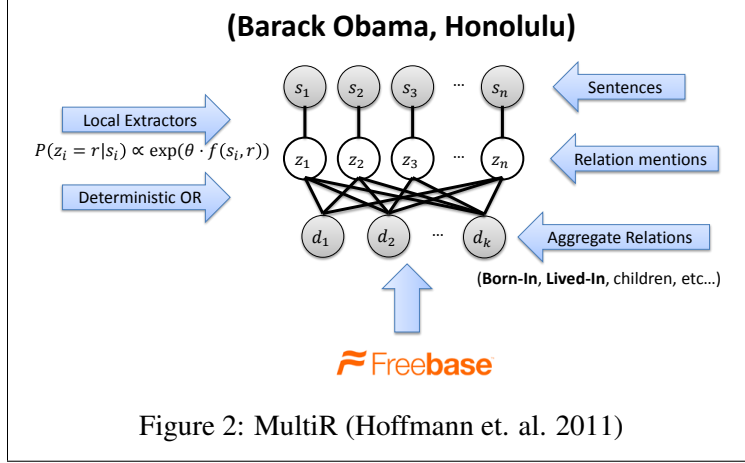 (Barack Obama, Honolulu)
s₁ s₂ s₃ ... sₙ
Sentences
Local Extractors
P(zᵢ = r|sᵢ) ∝ exp(θ · f(sᵢ, r))
z₁ z₂ z₃ ... zₙ
Relation mentions
Deterministic OR
d₁ d₂ ... dₖ
Aggregate Relations
(Born-In, Lived-In, children, etc...)
Freebase
Figure 2: MultiR (Hoffmann et. al. 2011)